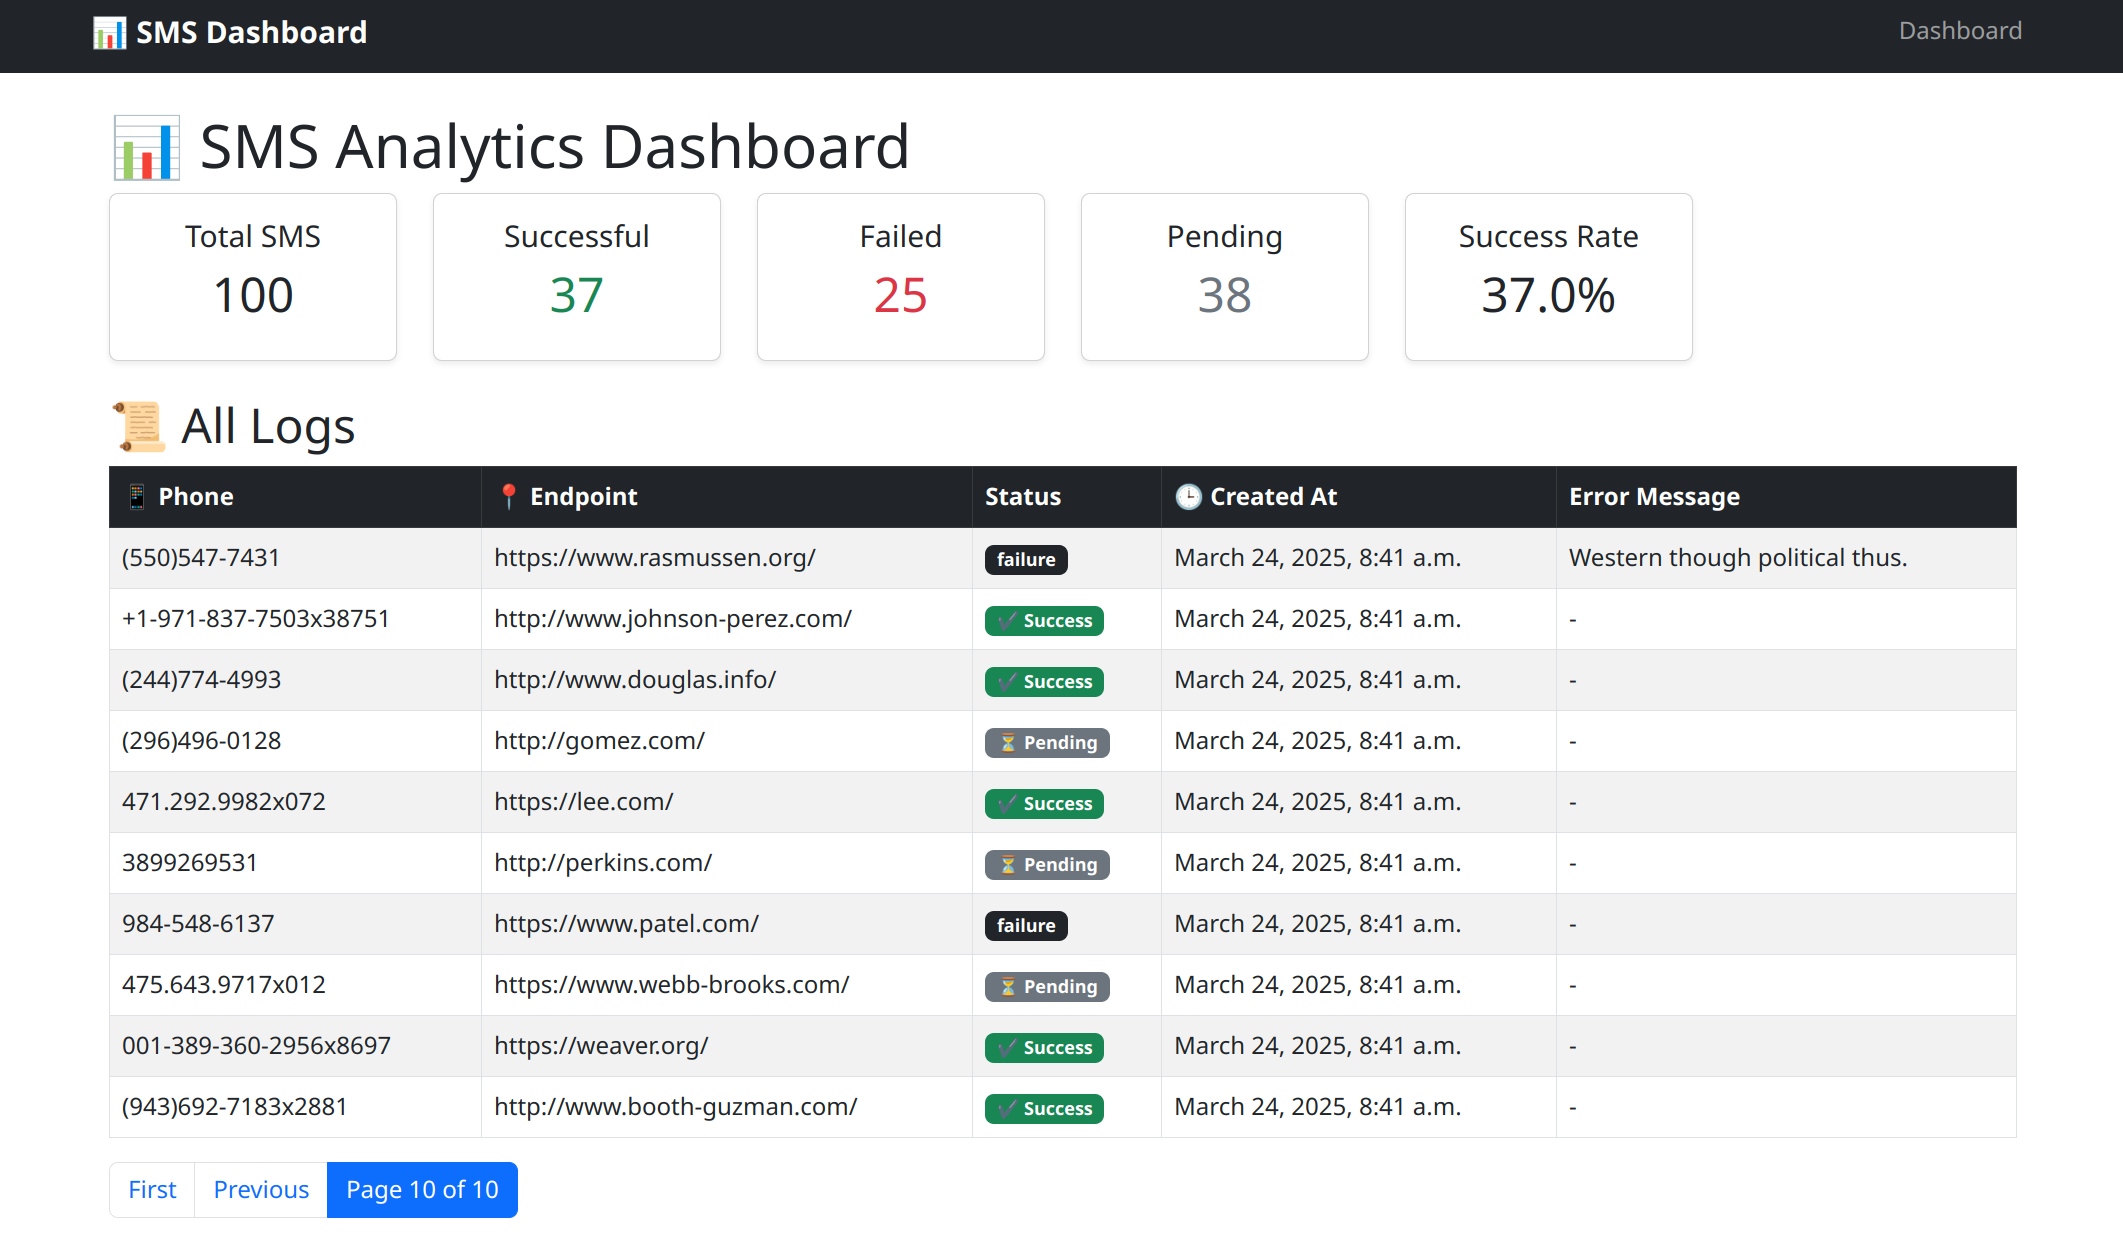 📊 SMS Dashboard Dashboard
📊 SMS Analytics Dashboard
Total SMS Successful Failed Pending Success Rate
100 37 25 38 37.0%
📜 All Logs
📱 Phone 📍 Endpoint Status 🕒 Created At Error Message
(550)547-7431 https://www.rasmussen.org/ failure March 24, 2025, 8:41 a.m. Western though political thus.
+1-971-837-7503x38751 http://www.johnson-perez.com/ ✔ Success March 24, 2025, 8:41 a.m. -
(244)774-4993 http://www.douglas.info/ ✔ Success March 24, 2025, 8:41 a.m. -
(296)496-0128 http://gomez.com/ ⏳ Pending March 24, 2025, 8:41 a.m. -
471.292.9982x072 https://lee.com/ ✔ Success March 24, 2025, 8:41 a.m. -
3899269531 http://perkins.com/ ⏳ Pending March 24, 2025, 8:41 a.m. -
984-548-6137 https://www.patel.com/ failure March 24, 2025, 8:41 a.m. -
475.643.9717x012 https://www.webb-brooks.com/ ⏳ Pending March 24, 2025, 8:41 a.m. -
001-389-360-2956x8697 https://weaver.org/ ✔ Success March 24, 2025, 8:41 a.m. -
(943)692-7183x2881 http://www.booth-guzman.com/ ✔ Success March 24, 2025, 8:41 a.m. -
First Previous Page 10 of 10